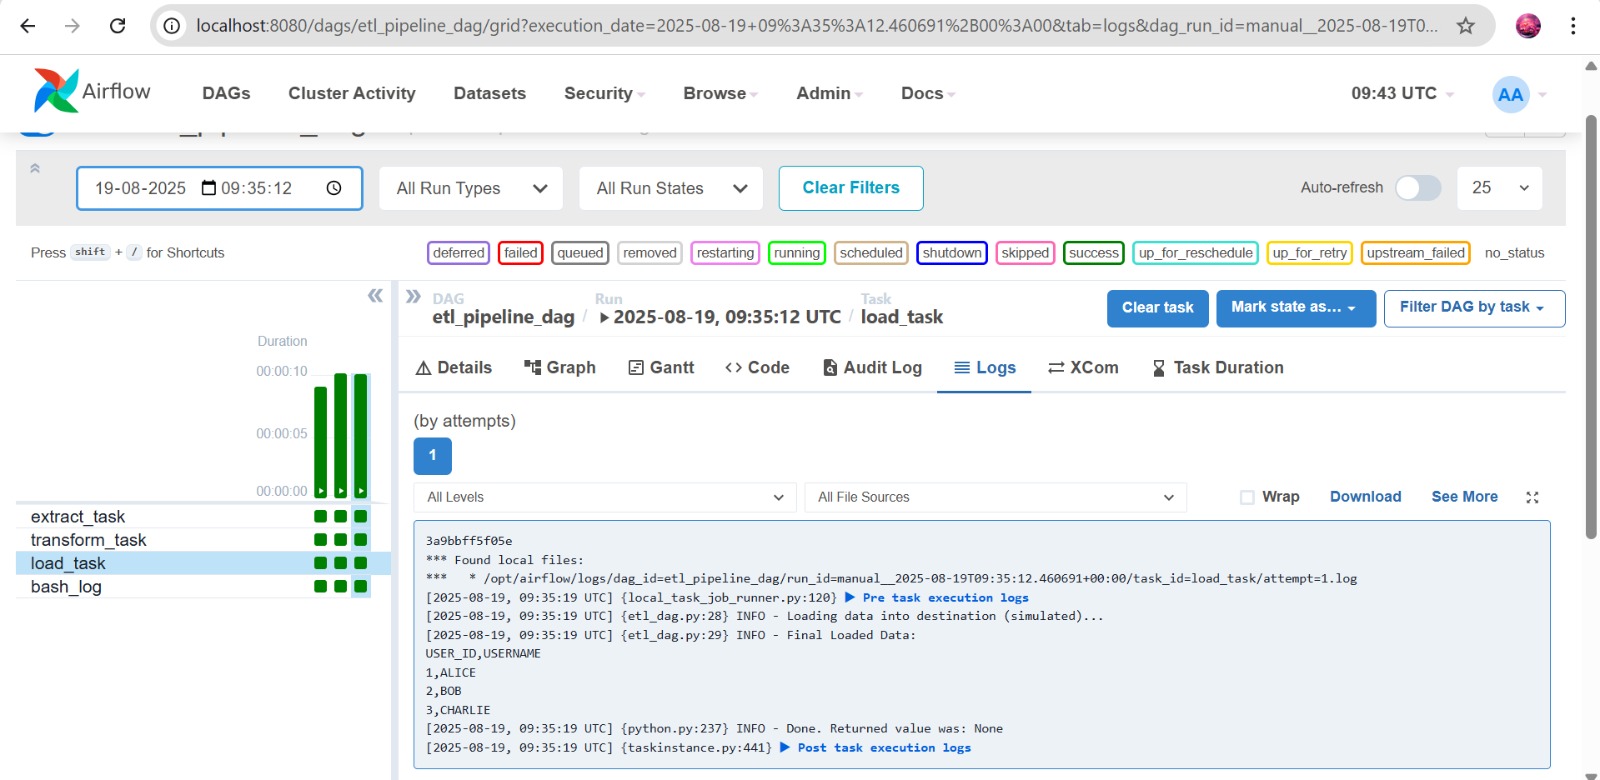 localhost:8080/dags/etl_pipeline_dag/grid?execution_date=2025-08-19+09%3A35%3A12.460691%2B00%3A00&tab=logs&dag_run_id=manual__2025-08-19T0...
Airflow DAGs Cluster Activity Datasets Security Browse Admin Docs 09:43 UTC AA
19-08-2025 09:35:12 All Run Types All Run States Clear Filters Auto-refresh 25
Press shift + / for Shortcuts deferred failed queued removed restarting running scheduled shutdown skipped success up_for_reschedule up_for_retry upstream_failed no_status
DAG Run Task
etl_pipeline_dag / 2025-08-19, 09:35:12 UTC / load_task Clear task Mark state as... Filter DAG by task
Duration
00:00:10
00:00:05
00:00:00
extract_task
transform_task
load_task
bash_log
Details Graph Gantt Code Audit Log Logs XCom Task Duration
(by attempts)
1
All Levels All File Sources Wrap Download See More
3a9bbff5f05e
*** Found local files:
***   * /opt/airflow/logs/dag_id=etl_pipeline_dag/run_id=manual__2025-08-19T09:35:12.460691+00:00/task_id=load_task/attempt=1.log
[2025-08-19, 09:35:19 UTC] {local_task_job_runner.py:120} ▶ Pre task execution logs
[2025-08-19, 09:35:19 UTC] {etl_dag.py:28} INFO - Loading data into destination (simulated)...
[2025-08-19, 09:35:19 UTC] {etl_dag.py:29} INFO - Final Loaded Data:
USER_ID,USERNAME
1,ALICE
2,BOB
3,CHARLIE
[2025-08-19, 09:35:19 UTC] {python.py:237} INFO - Done. Returned value was: None
[2025-08-19, 09:35:19 UTC] {taskinstance.py:441} ▶ Post task execution logs